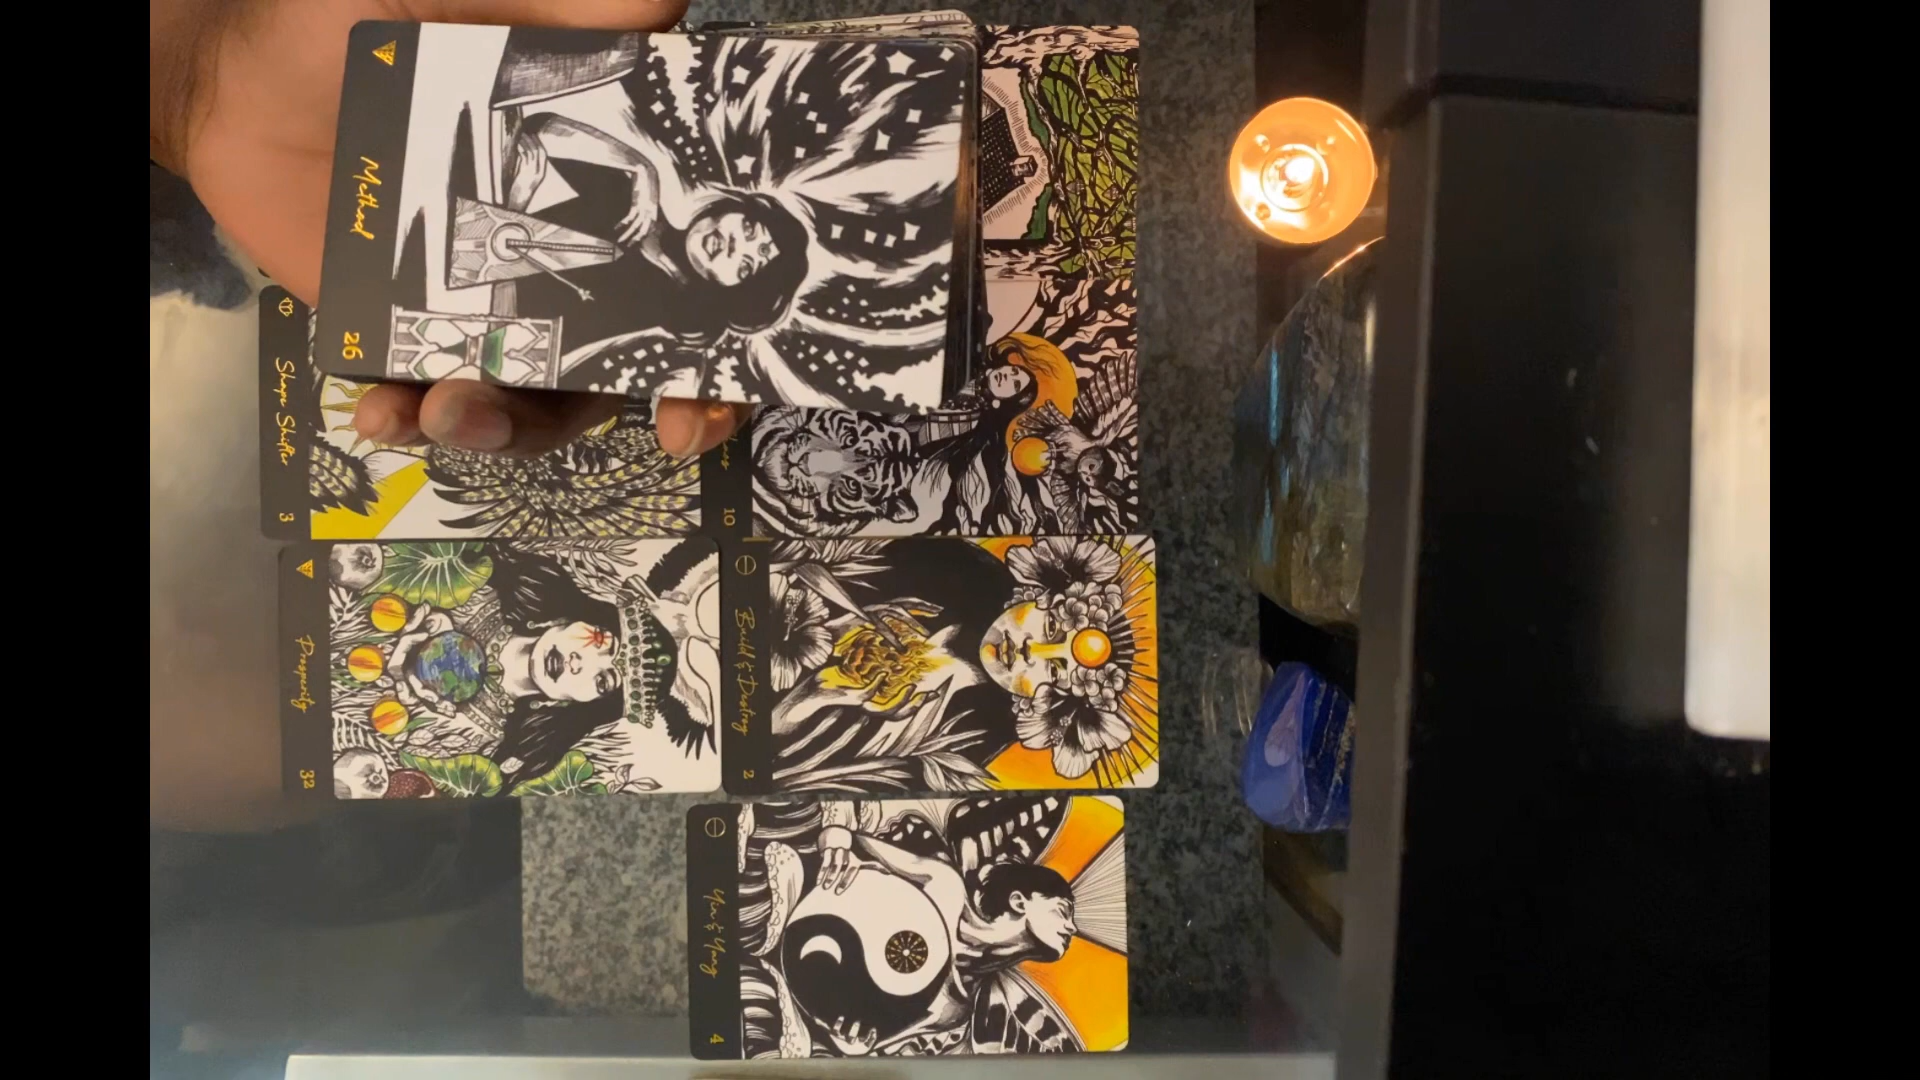 Method
26
Shape Shifter
3
10
Prosperity
32
Build & Destroy
2
Yin & Yang
4